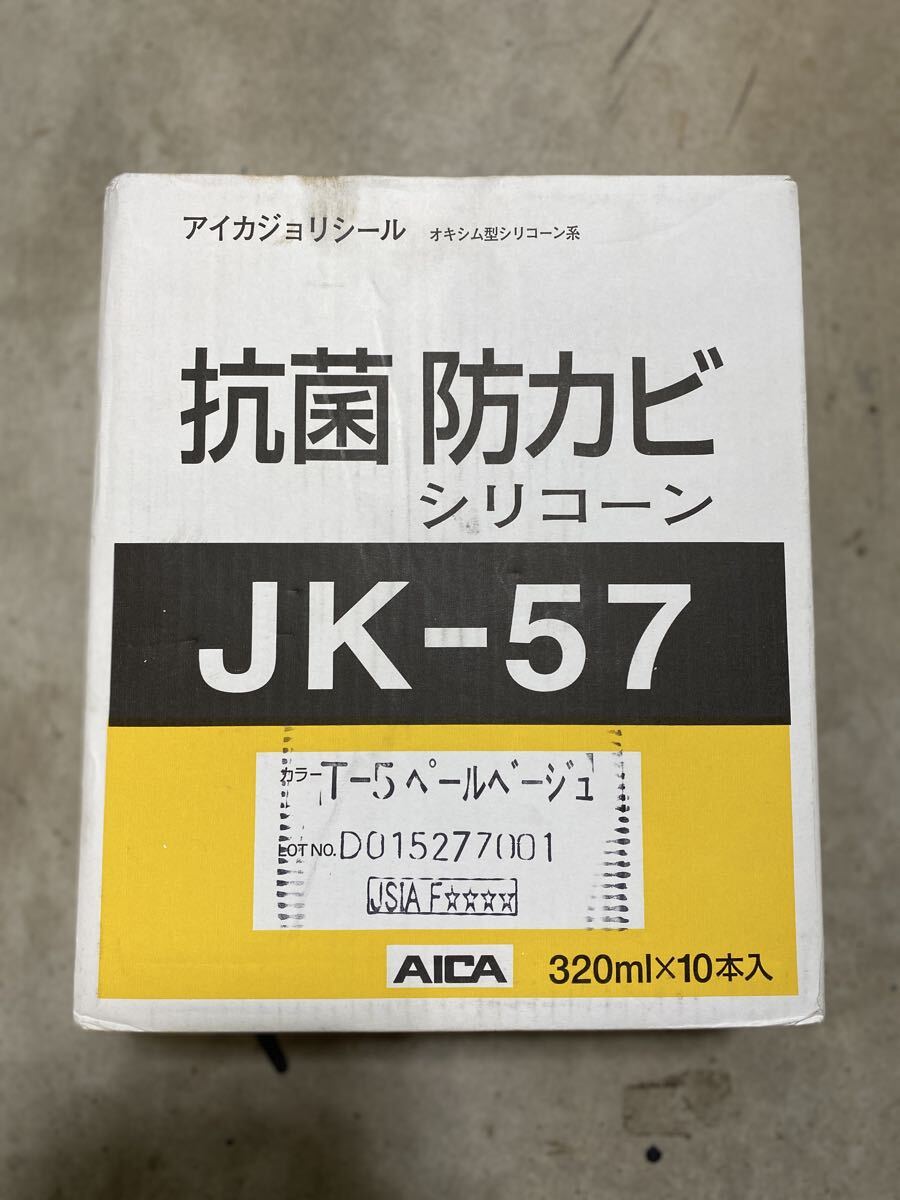 アイカジョリシール オキシム型シリコーン系
抗菌 防カビ
シリコーン
JK-57
カラー T-5ペールベージュ
LOT NO. D015277001
JSIA F☆☆☆☆
AICA 320ml×10本入